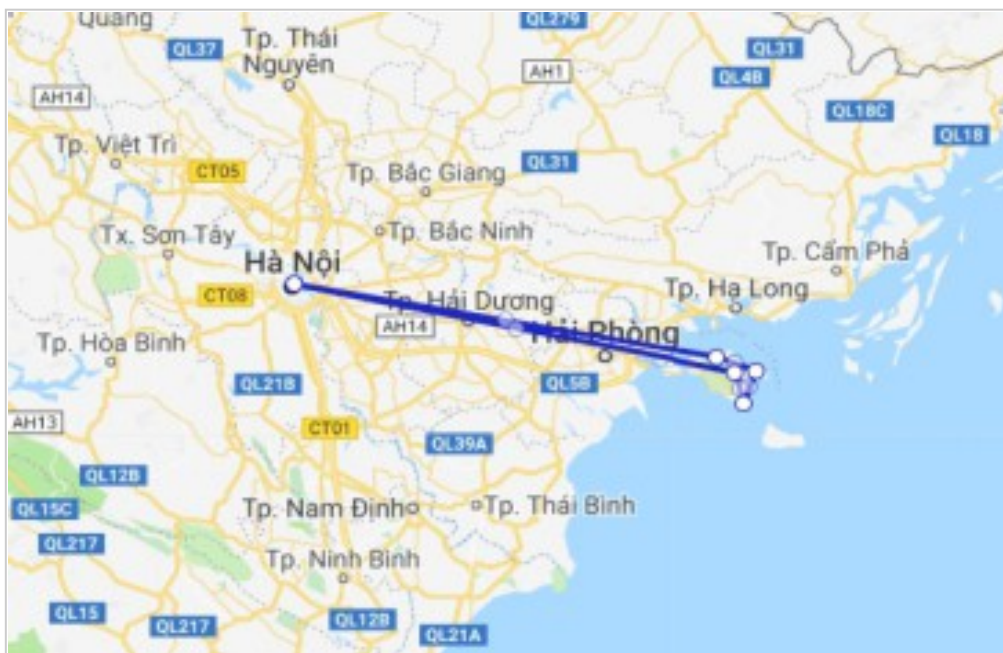 Quang
QL279
QL37
Tp. Thái
Nguyên
QL31
AH1
QL4B
AH14
QL18C
Tp. Việt Trì
QL18
CT05
QL31
Tp. Bắc Giang
Tx. Sơn Tây
Tp. Bắc Ninh
Hà Nội
Tp. Cẩm Phả
CT08
Tp. Hải Dương
Tp. Hạ Long
AH14
Hải Phòng
Tp. Hòa Bình
QL21B
QL5B
AH13
CT01
QL39A
QL12B
QL15C
Tp. Nam Định
Tp. Thái Bình
QL217
Tp. Ninh Bình
QL15
QL217
QL12B
QL21A